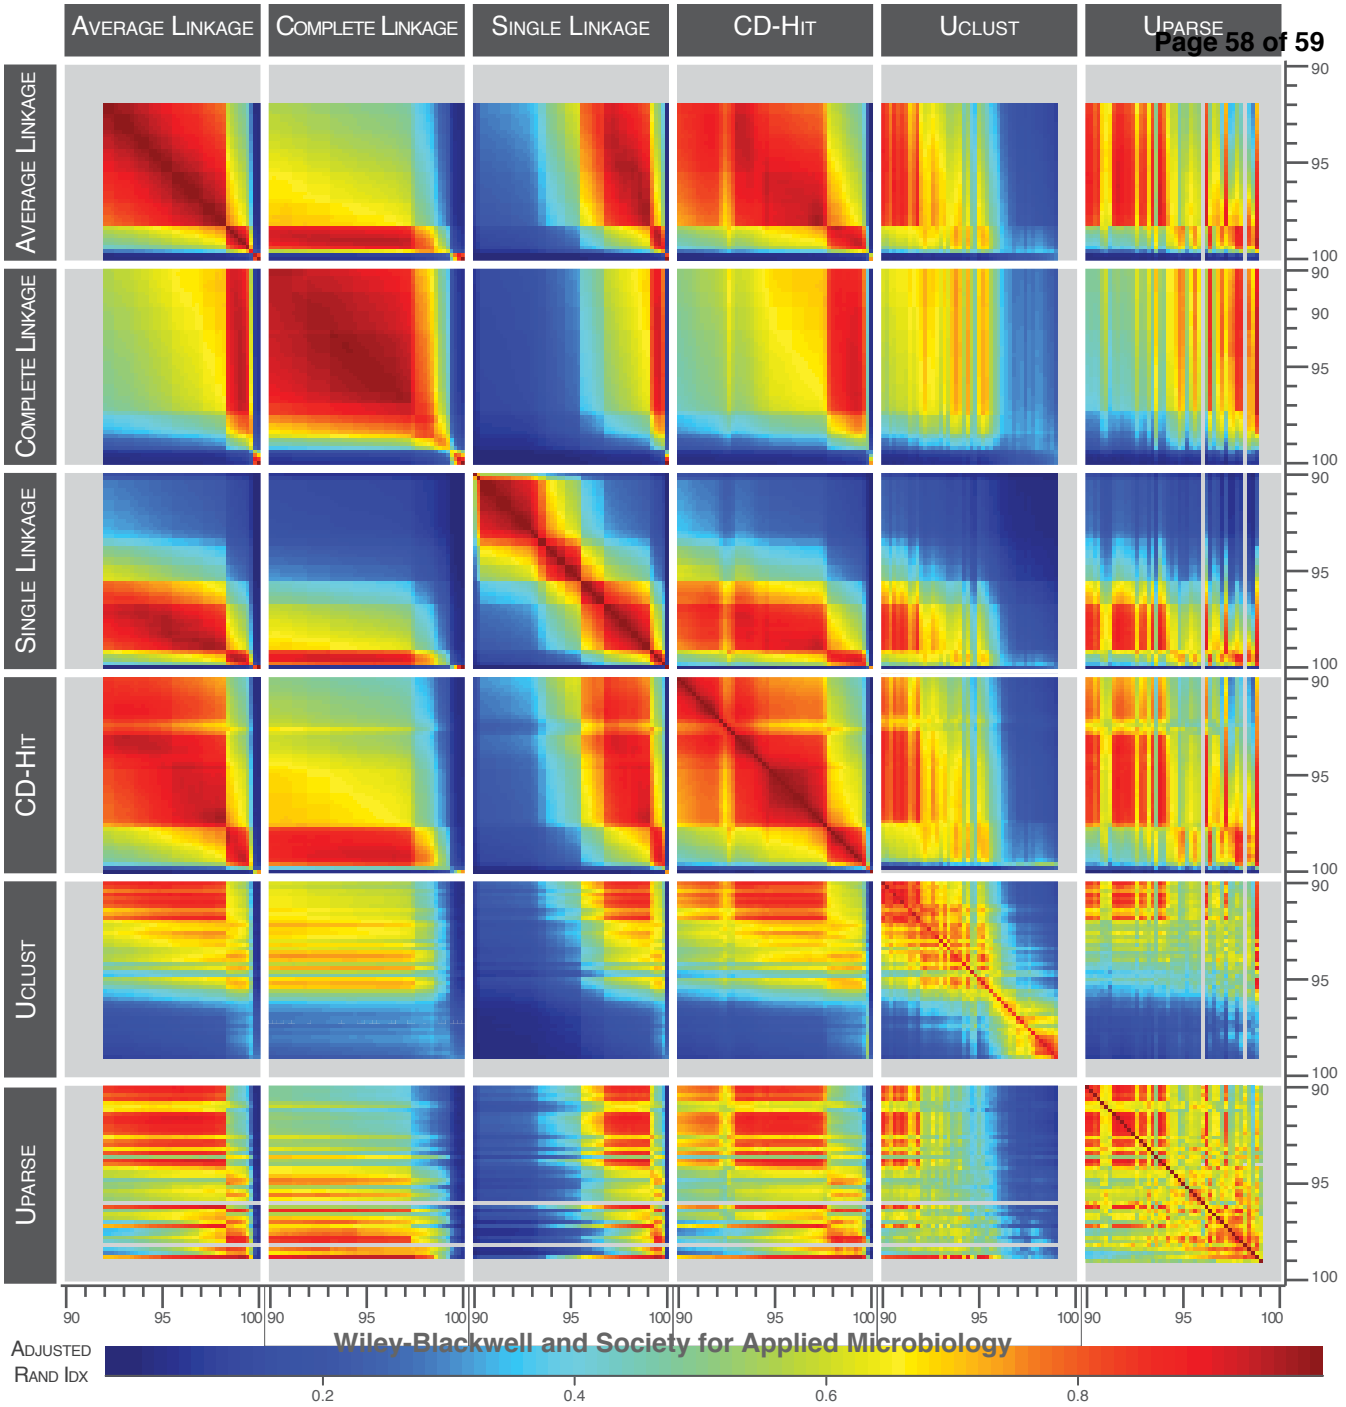 AVERAGE LINKAGE COMPLETE LINKAGE SINGLE LINKAGE CD-HIT UCLUST UPARSE
Page 58 of 59
AVERAGE LINKAGE
90
95
100
COMPLETE LINKAGE
90
90
95
100
SINGLE LINKAGE
90
95
100
CD-HIT
90
95
100
UCLUST
90
95
100
UPARSE
90
95
100
90 95 100 90 95 100 90 95 100 90 95 100 90 95 100 90 95 100
Wiley-Blackwell and Society for Applied Microbiology
ADJUSTED
RAND IDX
0.2 0.4 0.6 0.8